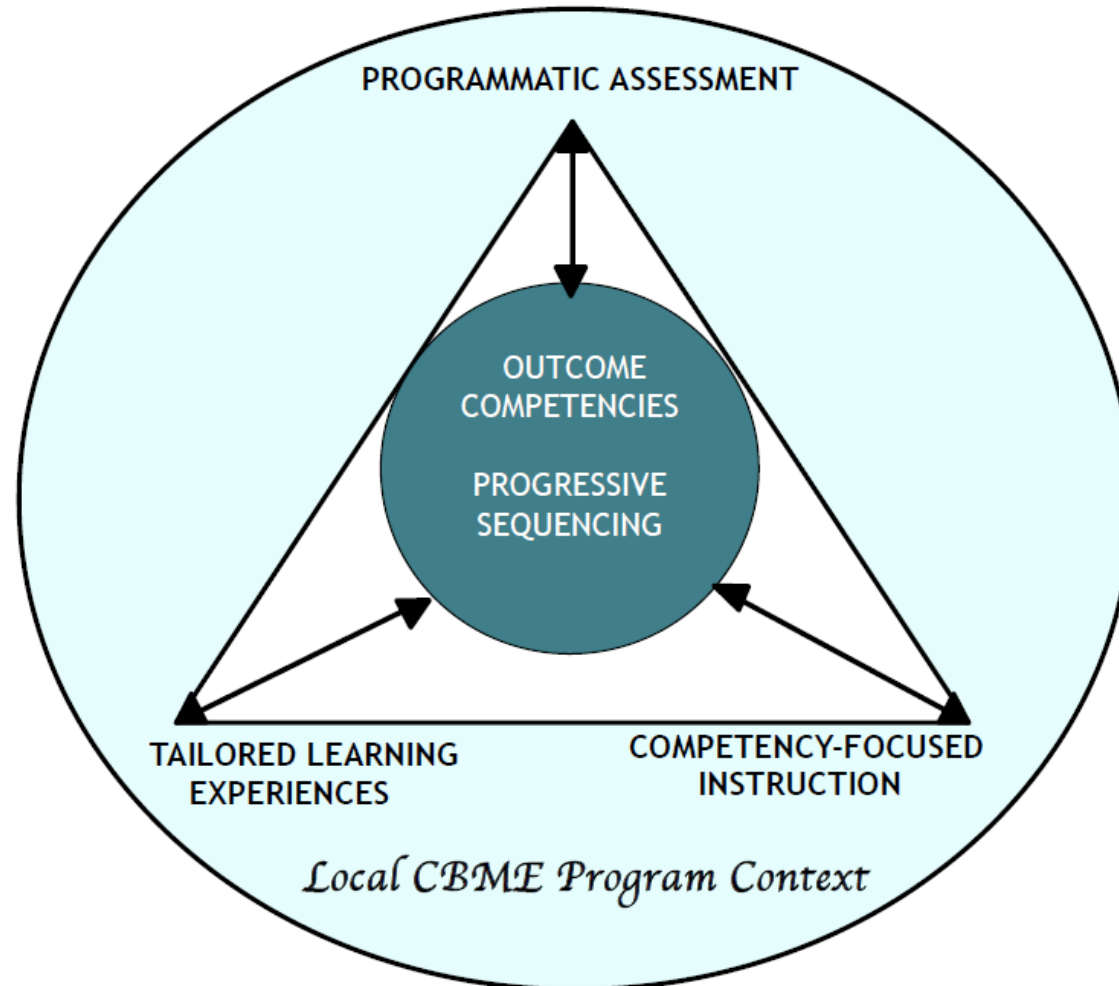 PROGRAMMATIC ASSESSMENT
OUTCOME
COMPETENCIES
PROGRESSIVE
SEQUENCING
TAILORED LEARNING
EXPERIENCES
COMPETENCY-FOCUSED
INSTRUCTION
Local CBME Program Context